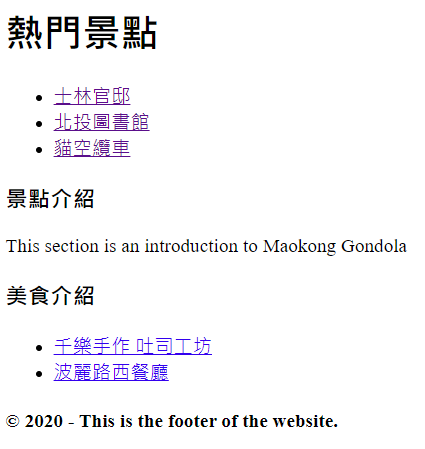 熱門景點
士林官邸
北投圖書館
貓空纜車
景點介紹
This section is an introduction to Maokong Gondola
美食介紹
千樂手作 吐司工坊
波麗路西餐廳
© 2020 - This is the footer of the website.